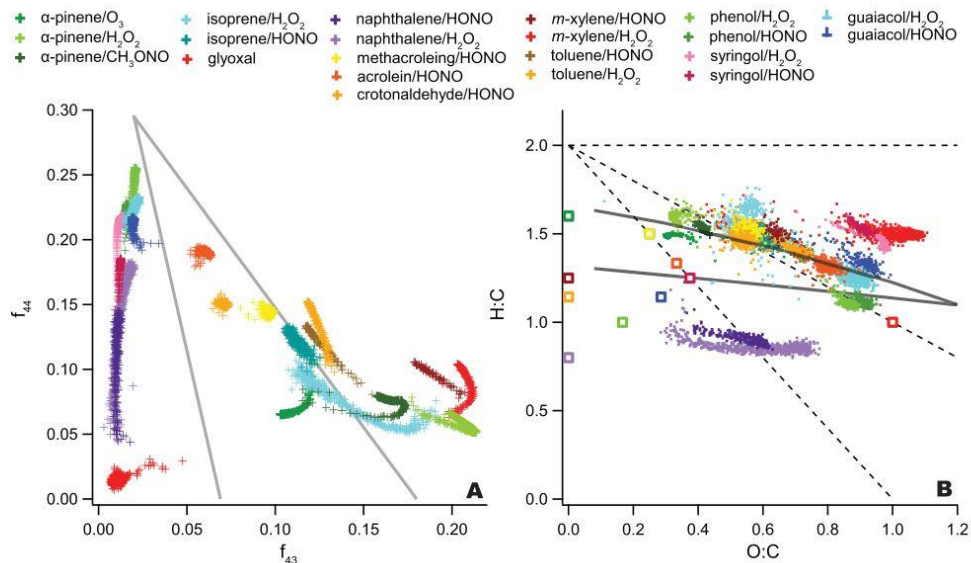 α-pinene/O₃
α-pinene/H₂O₂
α-pinene/CH₃ONO
isoprene/H₂O₂
isoprene/HONO
glyoxal
naphthalene/HONO
naphthalene/H₂O₂
methacroleing/HONO
acrolein/HONO
crotonaldehyde/HONO
m-xylene/HONO
m-xylene/H₂O₂
toluene/HONO
toluene/H₂O₂
phenol/H₂O₂
phenol/HONO
syringol/H₂O₂
syringol/HONO
guaiacol/H₂O₂
guaiacol/HONO
0.30
0.25
0.20
0.15
0.10
0.05
0.00
f₄₄
0.00 0.05 0.10 0.15 0.20
f₄₃
A
2.0
1.5
1.0
0.5
0.0
H:C
0.0 0.2 0.4 0.6 0.8 1.0 1.2
O:C
B